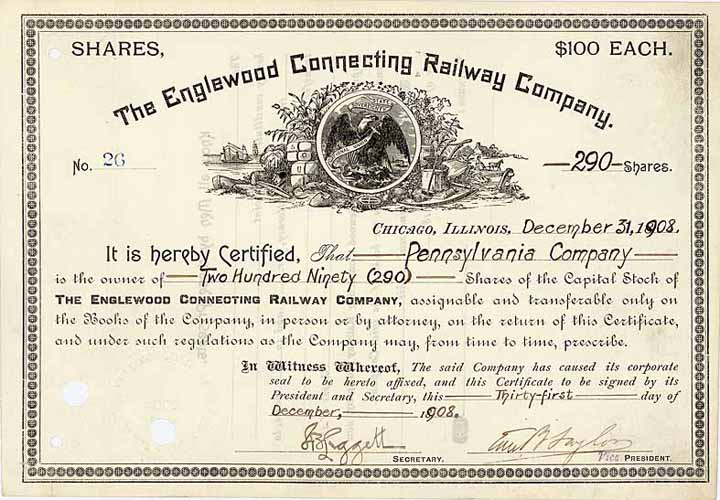 SHARES, $100 EACH.
The Englewood Connecting Railway Company.
No. 26 290 Shares.
Chicago, Illinois, December 31, 1908.
It is hereby Certified, That Pennsylvania Company
is the owner of Two Hundred Ninety (290) Shares of the Capital Stock of
The Englewood Connecting Railway Company, assignable and transferable only on
the Books of the Company, in person or by attorney, on the return of this Certificate,
and under such regulations as the Company may, from time to time, prescribe.
In Witness Whereof, The said Company has caused its corporate
seal to be hereto affixed, and this Certificate to be signed by its
President and Secretary, this Thirty-first day of
December, 1908.
SECRETARY. Vice PRESIDENT.